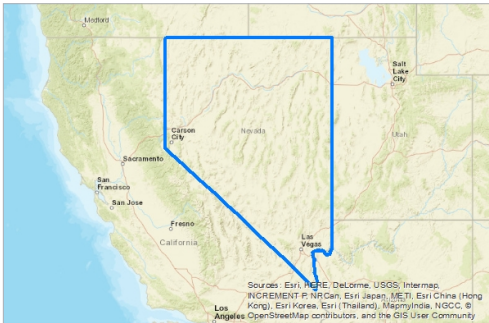 Medford
Salt
Lake
City
Carson
City
Nevada
Utah
Sacramento
San
Francisco
San Jose
Fresno
Las
Vegas
California
Los
Angeles
Sources: Esri, HERE, DeLorme, USGS, Intermap,
INCREMENT P, NRCan, Esri Japan, METI, Esri China (Hong
Kong), Esri Korea, Esri (Thailand), MapmyIndia, NGCC, ©
OpenStreetMap contributors, and the GIS User Community